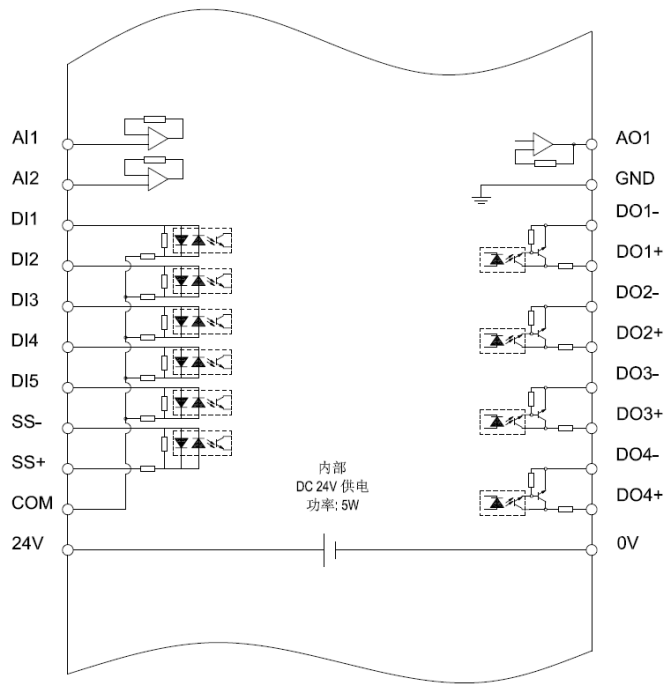 AI1
AI2
DI1
DI2
DI3
DI4
DI5
SS-
SS+
COM
24V
内部
DC 24V 供电
功率; 5W
AO1
GND
DO1-
DO1+
DO2-
DO2+
DO3-
DO3+
DO4-
DO4+
0V